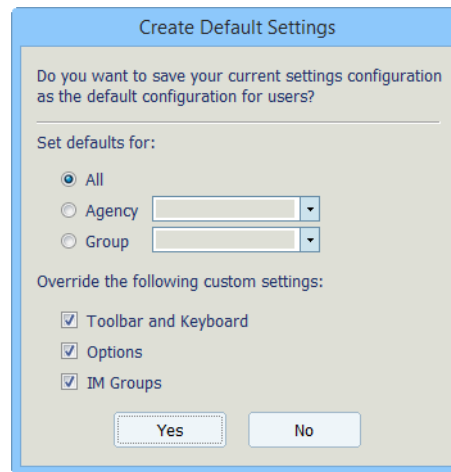 Create Default Settings
Do you want to save your current settings configuration
as the default configuration for users?
Set defaults for:
All
Agency
Group
Override the following custom settings:
Toolbar and Keyboard
Options
IM Groups
Yes No